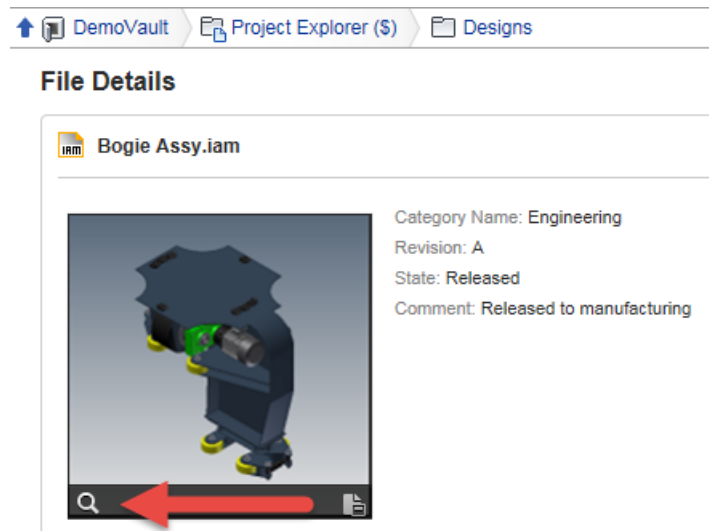 DemoVault Project Explorer ($) Designs
File Details
IAM Bogie Assy.iam
Category Name: Engineering
Revision: A
State: Released
Comment: Released to manufacturing